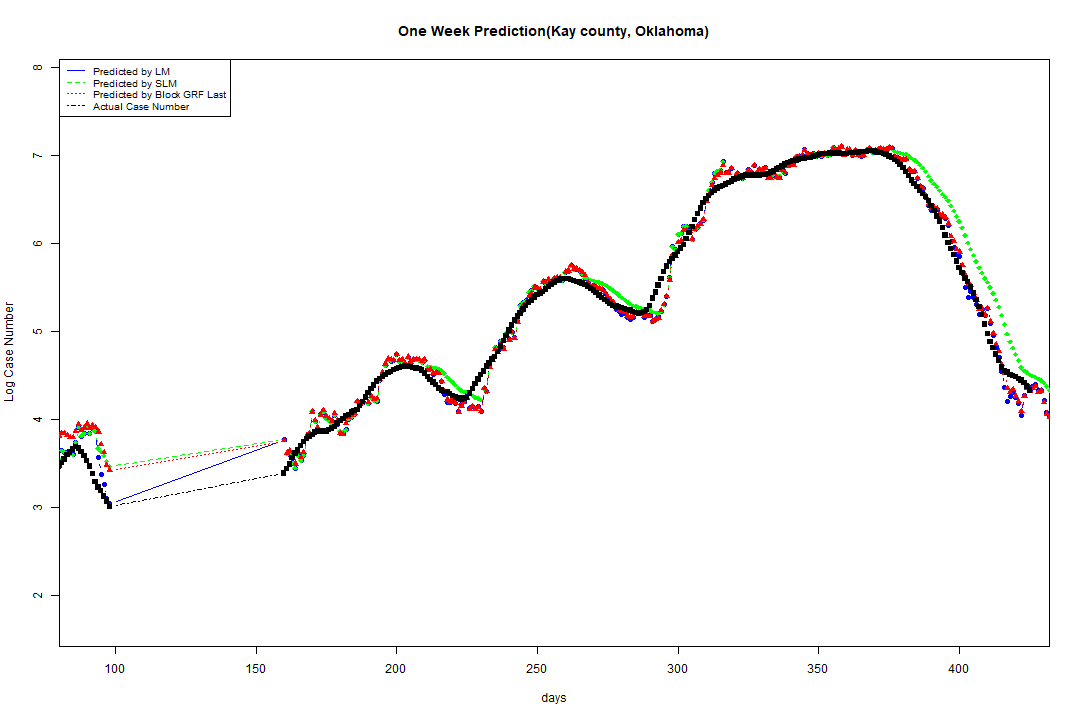 One Week Prediction(Kay county, Oklahoma)
Predicted by LM
Predicted by SLM
Predicted by Block GRF Last
Actual Case Number
Log Case Number
8
7
6
5
4
3
2
100 150 200 250 300 350 400
days